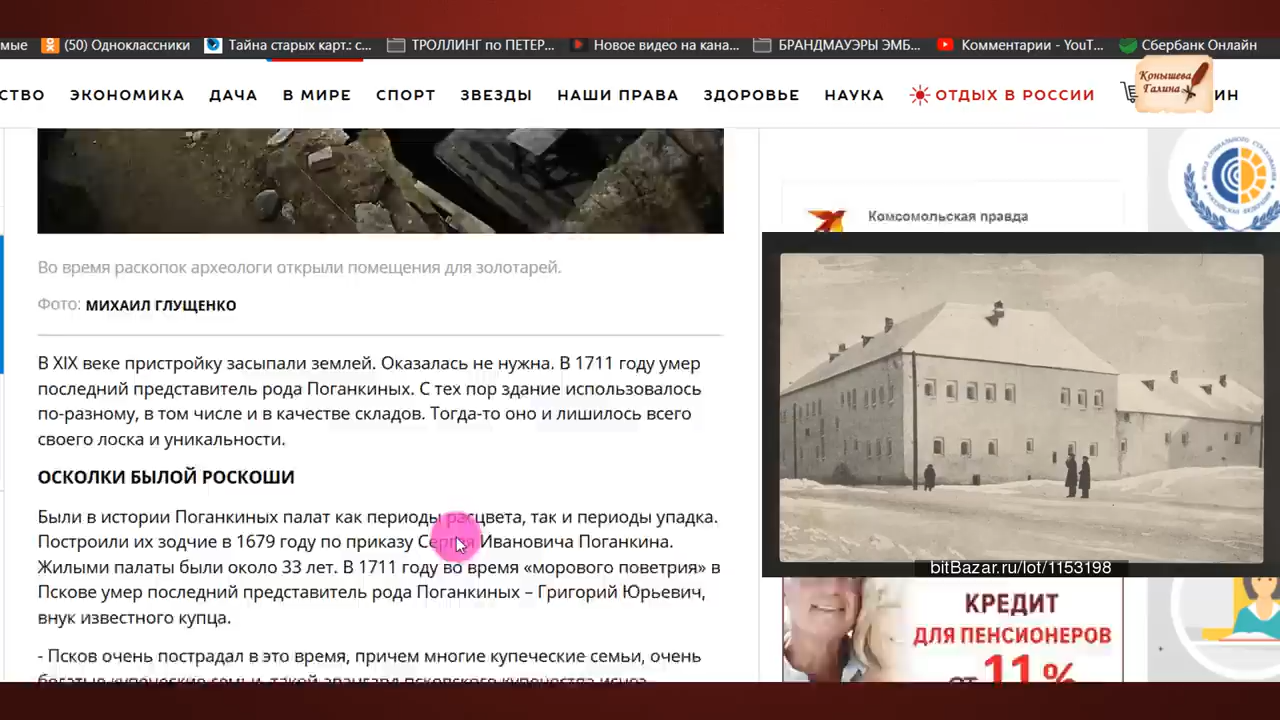 мые
(50) Одноклассники
Тайна старых карт.: с...
ТРОЛЛИНГ по ПЕТЕР...
Новое видео на кана...
БРАНДМАУЭРЫ ЭМБ...
Комментарии - YouT...
Сбербанк Онлайн
Конышева
Галина
СТВО ЭКОНОМИКА ДАЧА В МИРЕ СПОРТ ЗВЕЗДЫ НАШИ ПРАВА ЗДОРОВЬЕ НАУКА ОТДЫХ В РОССИИ ИН
Комсомольская правда
Во время раскопок археологи открыли помещения для золотарей.
Фото: МИХАИЛ ГЛУЩЕНКО
В XIX веке пристройку засыпали землей. Оказалась не нужна. В 1711 году умер
последний представитель рода Поганкиных. С тех пор здание использовалось
по-разному, в том числе и в качестве складов. Тогда-то оно и лишилось всего
своего лоска и уникальности.
ОСКОЛКИ БЫЛОЙ РОСКОШИ
Были в истории Поганкиных палат как периоды расцвета, так и периоды упадка.
Построили их зодчие в 1679 году по приказу Сергея Ивановича Поганкина.
Жилыми палаты были около 33 лет. В 1711 году во время «морового поветрия» в
Пскове умер последний представитель рода Поганкиных – Григорий Юрьевич,
внук известного купца.
- Псков очень пострадал в это время, причем многие купеческие семьи, очень
bitBazar.ru/lot/1153198
КРЕДИТ
ДЛЯ ПЕНСИОНЕРОВ
от 11%